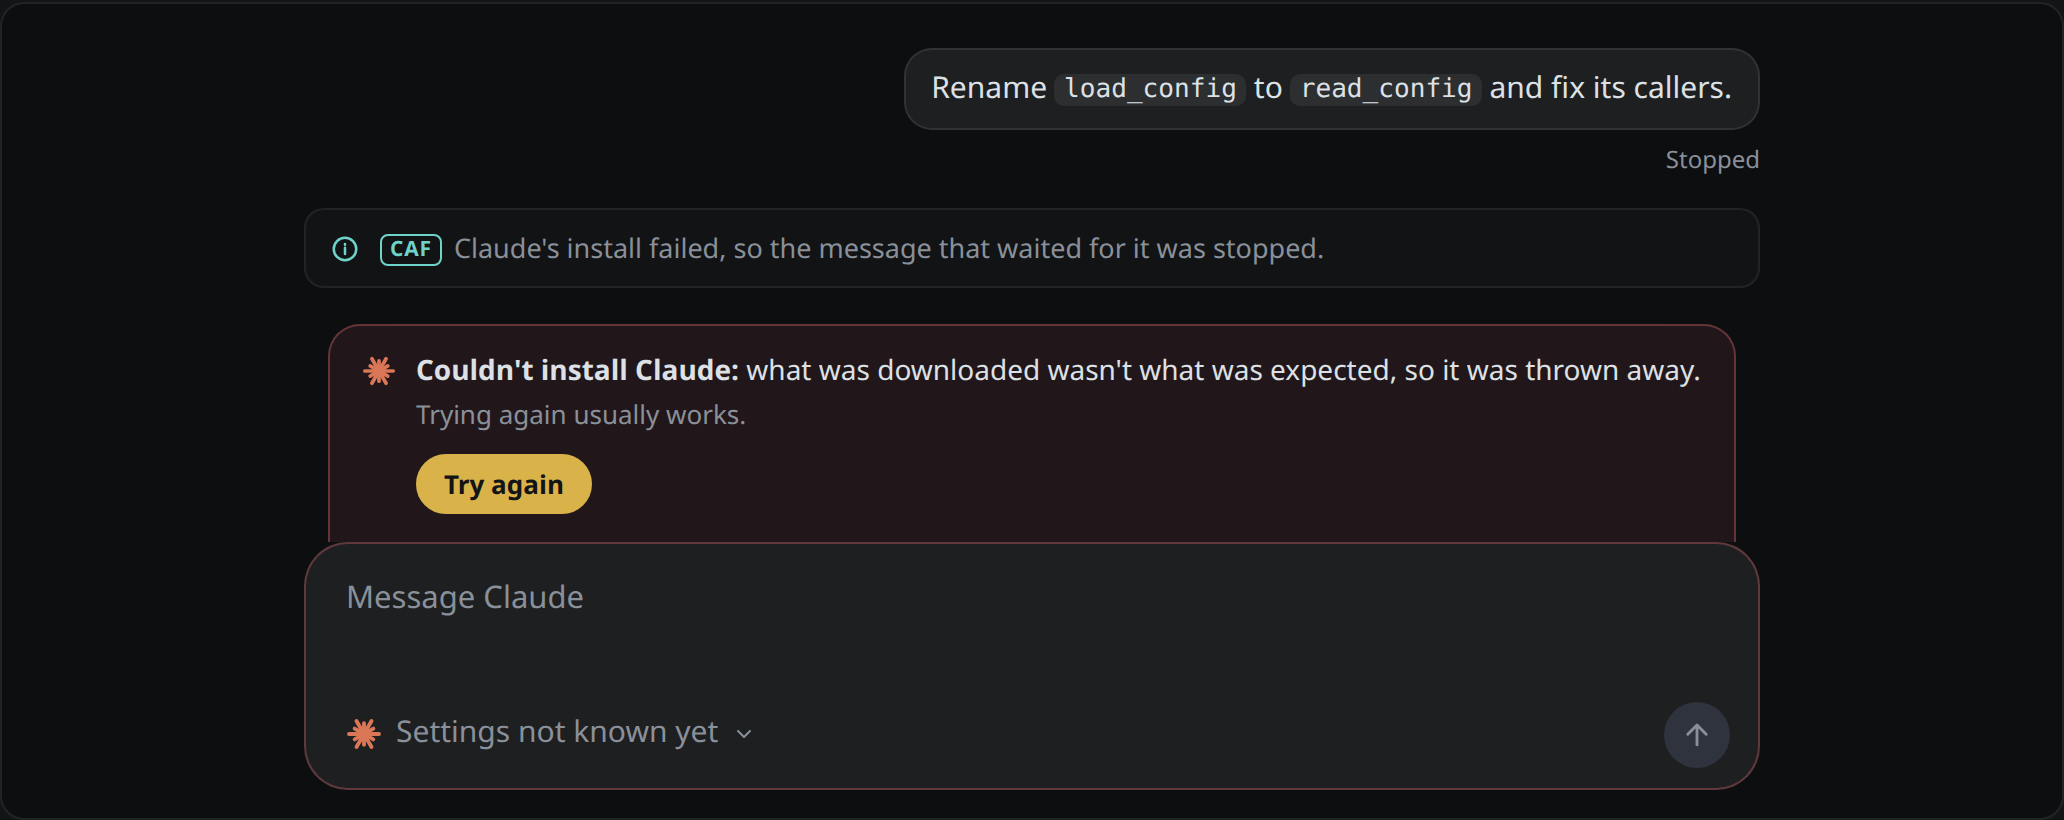 Rename load_config to read_config and fix its callers.
Stopped
CAF Claude's install failed, so the message that waited for it was stopped.
Couldn't install Claude: what was downloaded wasn't what was expected, so it was thrown away.
Trying again usually works.
Try again
Message Claude
Settings not known yet